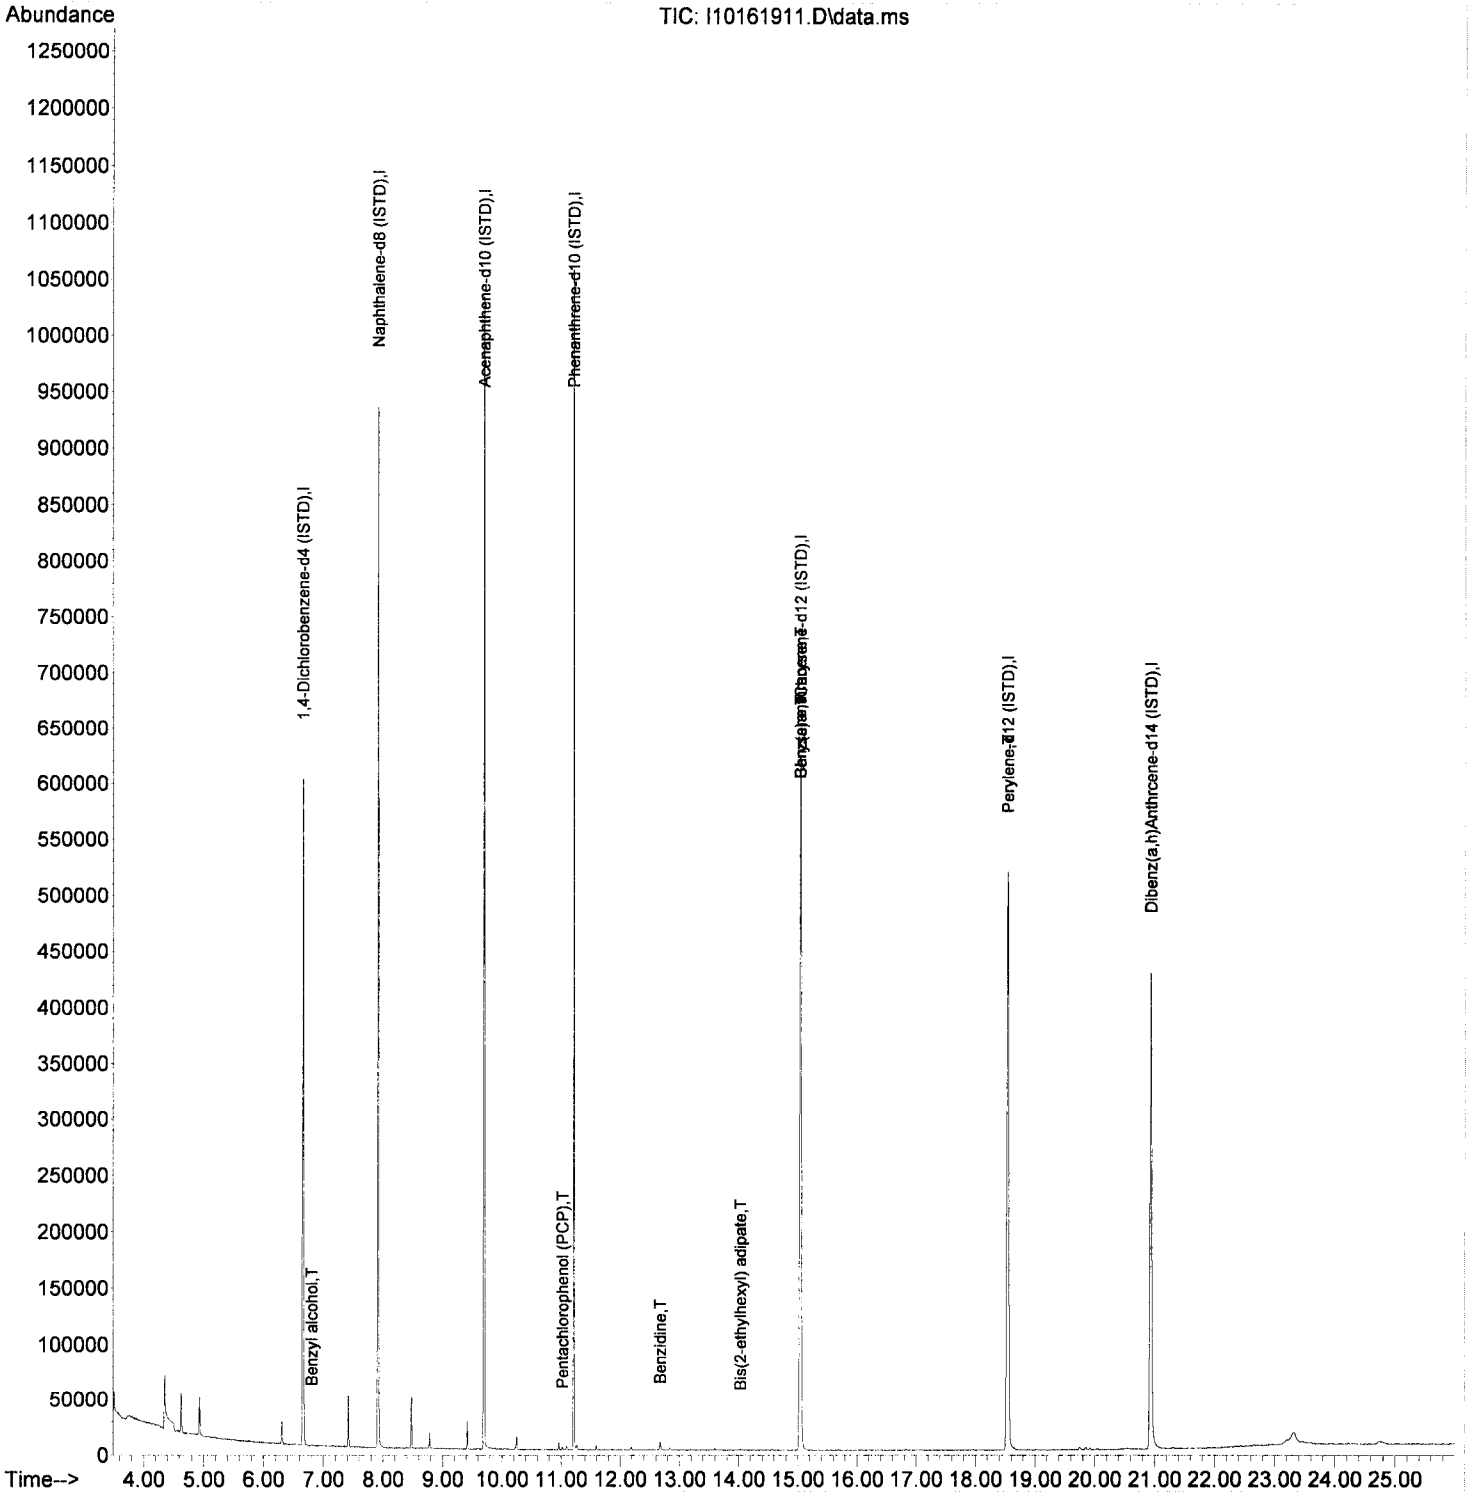 Abundance
TIC: I10161911.D\data.ms
1250000
1200000
1150000
1100000
1050000
1000000
950000
900000
850000
800000
750000
700000
650000
600000
550000
500000
450000
400000
350000
300000
250000
200000
150000
100000
50000
0
1,4-Dichlorobenzene-d4 (ISTD),I
Benzyl alcohol,T
Naphthalene-d8 (ISTD),I
Acenaphthene-d10 (ISTD),I
Pentachlorophenol (PCP),T
Phenanthrene-d10 (ISTD),I
Benzidine,T
Bis(2-ethylhexyl) adipate,T
d12 (ISTD),I
Perylene-d12 (ISTD),I
Dibenz(a,h)Anthrcene-d14 (ISTD),I
Time-->
4.00 5.00 6.00 7.00 8.00 9.00 10.00 11.00 12.00 13.00 14.00 15.00 16.00 17.00 18.00 19.00 20.00 21.00 22.00 23.00 24.00 25.00